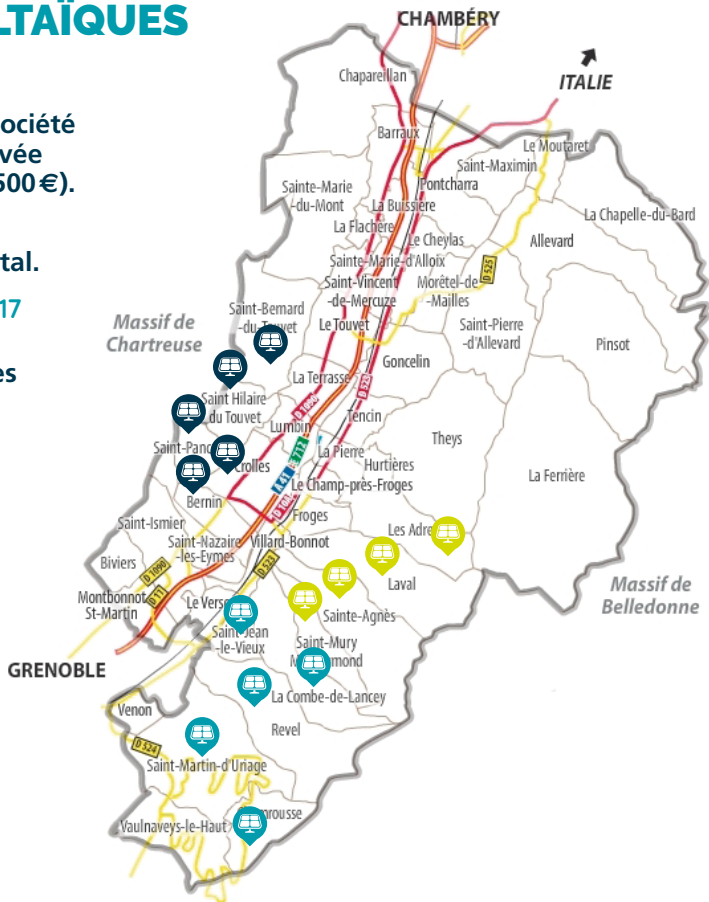 LTAÏQUES
CHAMBÉRY
Chapareillan
ITALIE
ociété
vée
500 €).
Barraux
Le Moutaret
Saint-Maximin
Pontcharra
Sainte-Marie
-du-Mont
La Buissière
La Chapelle-du-Bard
La Flachère
Le Cheylas
Allevard
tal.
Sainte-Marie-d'Alloix
D 525
Saint-Vincent
-de-Mercuze
Morêtel-de
-Mailles
17
Saint-Bernard
-du-Touvet
Massif de
Chartreuse
Le Touvet
Saint-Pierre
-d'Allevard
Pinsot
Goncelin
es
La Terrasse
D 523
Saint Hilaire
du Touvet
D 1090
Tencin
Lumbin
Theys
Saint-Panc
Crolles
E 712
A 41
La Pierre
Hurtières
La Ferrière
Le Champ-près-Froges
Bernin
Froges
Saint-Ismier
Les Adre
Saint-Nazaire
-les-Eymes
Villard-Bonnot
Biviers
D 1090
D 523
Laval
Massif de
Belledonne
Montbonnot
St-Martin
D 11
Le Vers
Sainte-Agnès
Saint-Jean
-le-Vieux
Saint-Mury
M mond
GRENOBLE
La Combe-de-Lancey
Venon
Revel
D 524
Saint-Martin-d'Uriage
Vaulnaveys-le-Haut
rousse